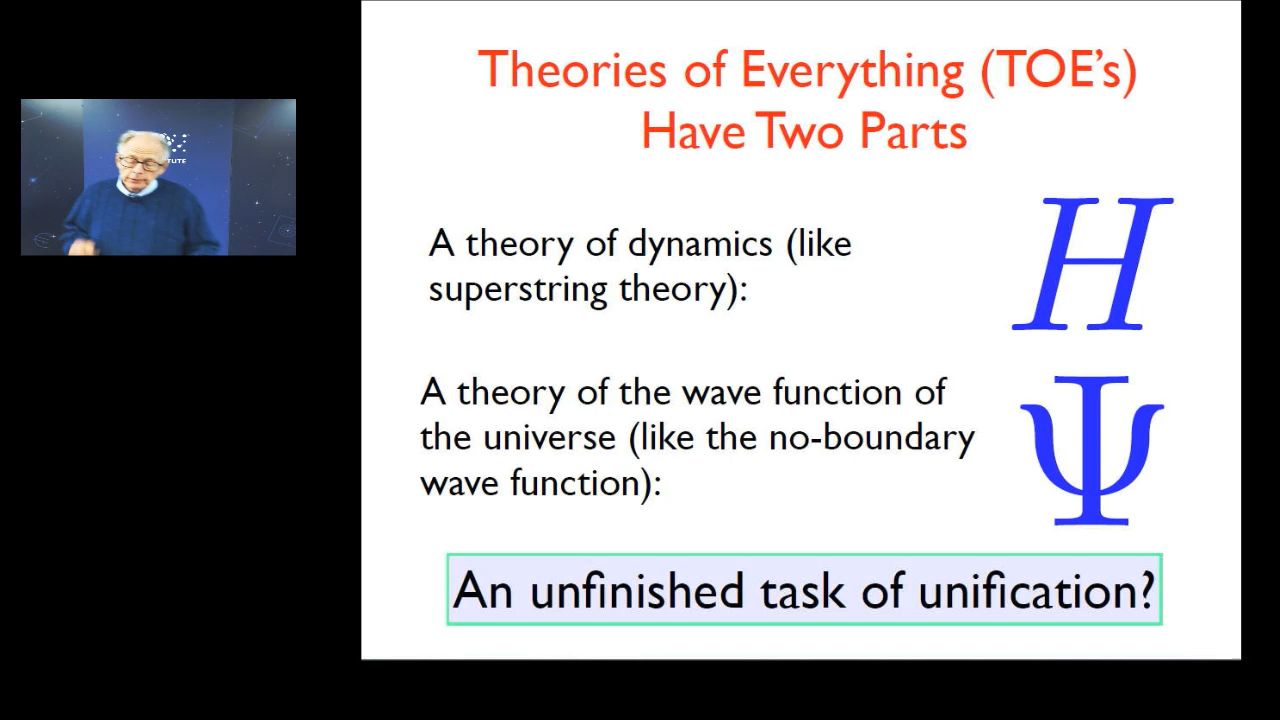 Theories of Everything (TOE's)
Have Two Parts
A theory of dynamics (like
superstring theory):
H
A theory of the wave function of
the universe (like the no-boundary
wave function):
Ψ
An unfinished task of unification?